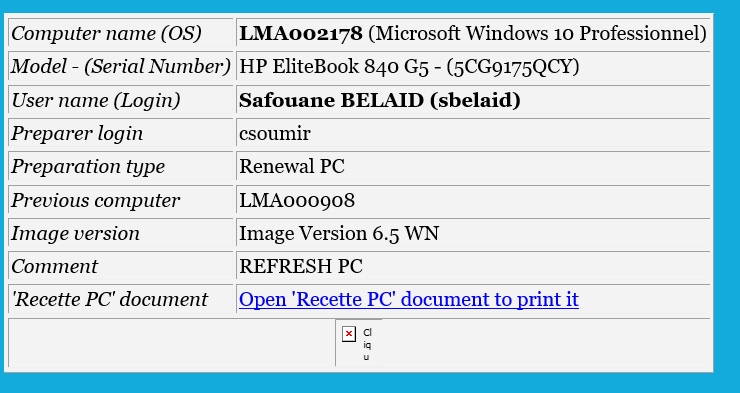 Computer name (OS) LMA002178 (Microsoft Windows 10 Professionnel)
Model - (Serial Number) HP EliteBook 840 G5 - (5CG9175QCY)
User name (Login) Safouane BELAID (sbelaid)
Preparer login csoumir
Preparation type Renewal PC
Previous computer LMA000908
Image version Image Version 6.5 WN
Comment REFRESH PC
'Recette PC' document Open 'Recette PC' document to print it
Cl
iq
u